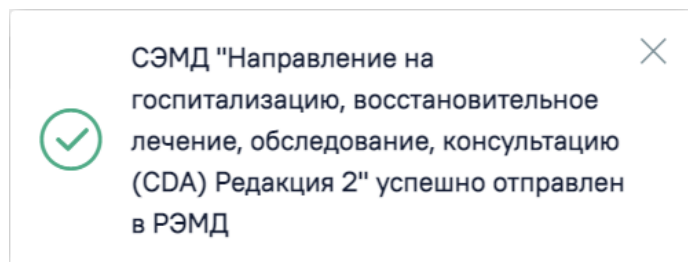 СЭМД "Направление на
госпитализацию, восстановительное
лечение, обследование, консультацию
(CDA) Редакция 2" успешно отправлен
в РЭМД